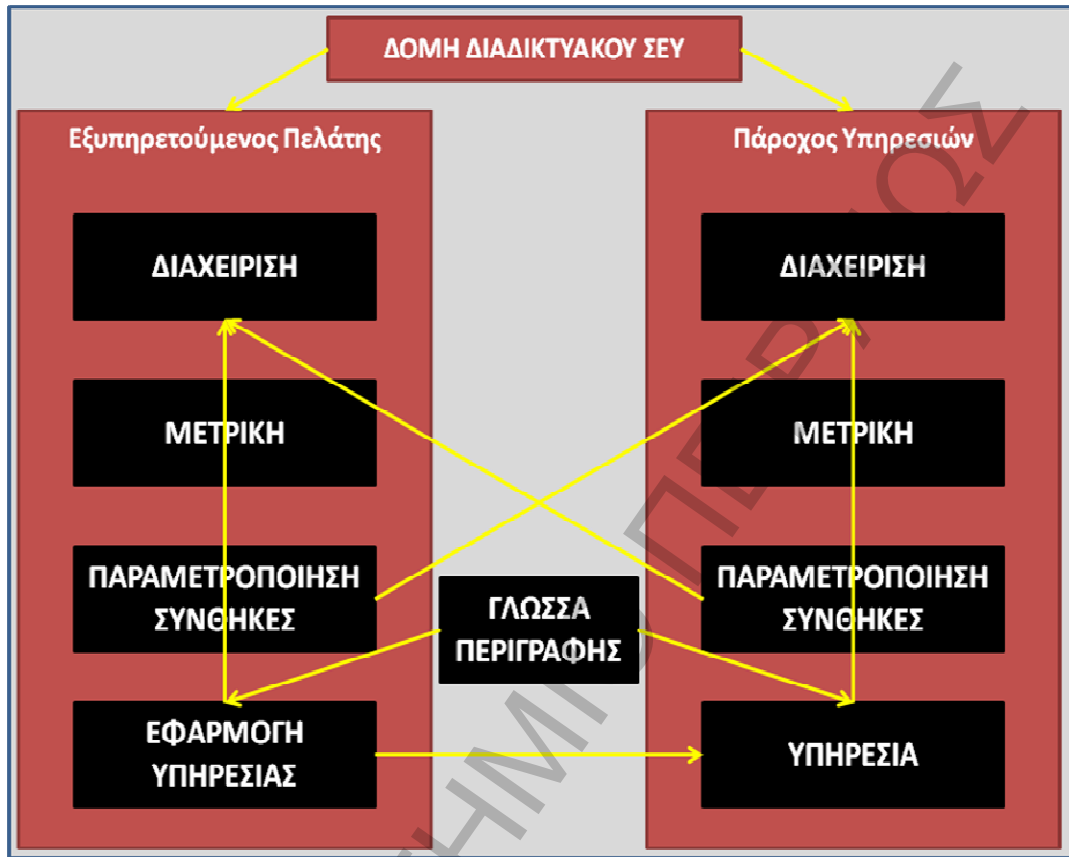 ΔΟΜΗ ΔΙΑΔΙΚΤΥΑΚΟΥ ΣΕΥ
Εξυπηρετούμενος Πελάτης
ΔΙΑΧΕΙΡΙΣΗ
ΜΕΤΡΙΚΗ
ΠΑΡΑΜΕΤΡΟΠΟΙΗΣΗ
ΣΥΝΘΗΚΕΣ
ΕΦΑΡΜΟΓΗ
ΥΠΗΡΕΣΙΑΣ
ΓΛΩΣΣΑ
ΠΕΡΙΓΡΑΦΗΣ
Πάροχος Υπηρεσιών
ΔΙΑΧΕΙΡΙΣΗ
ΜΕΤΡΙΚΗ
ΠΑΡΑΜΕΤΡΟΠΟΙΗΣΗ
ΣΥΝΘΗΚΕΣ
ΥΠΗΡΕΣΙΑ